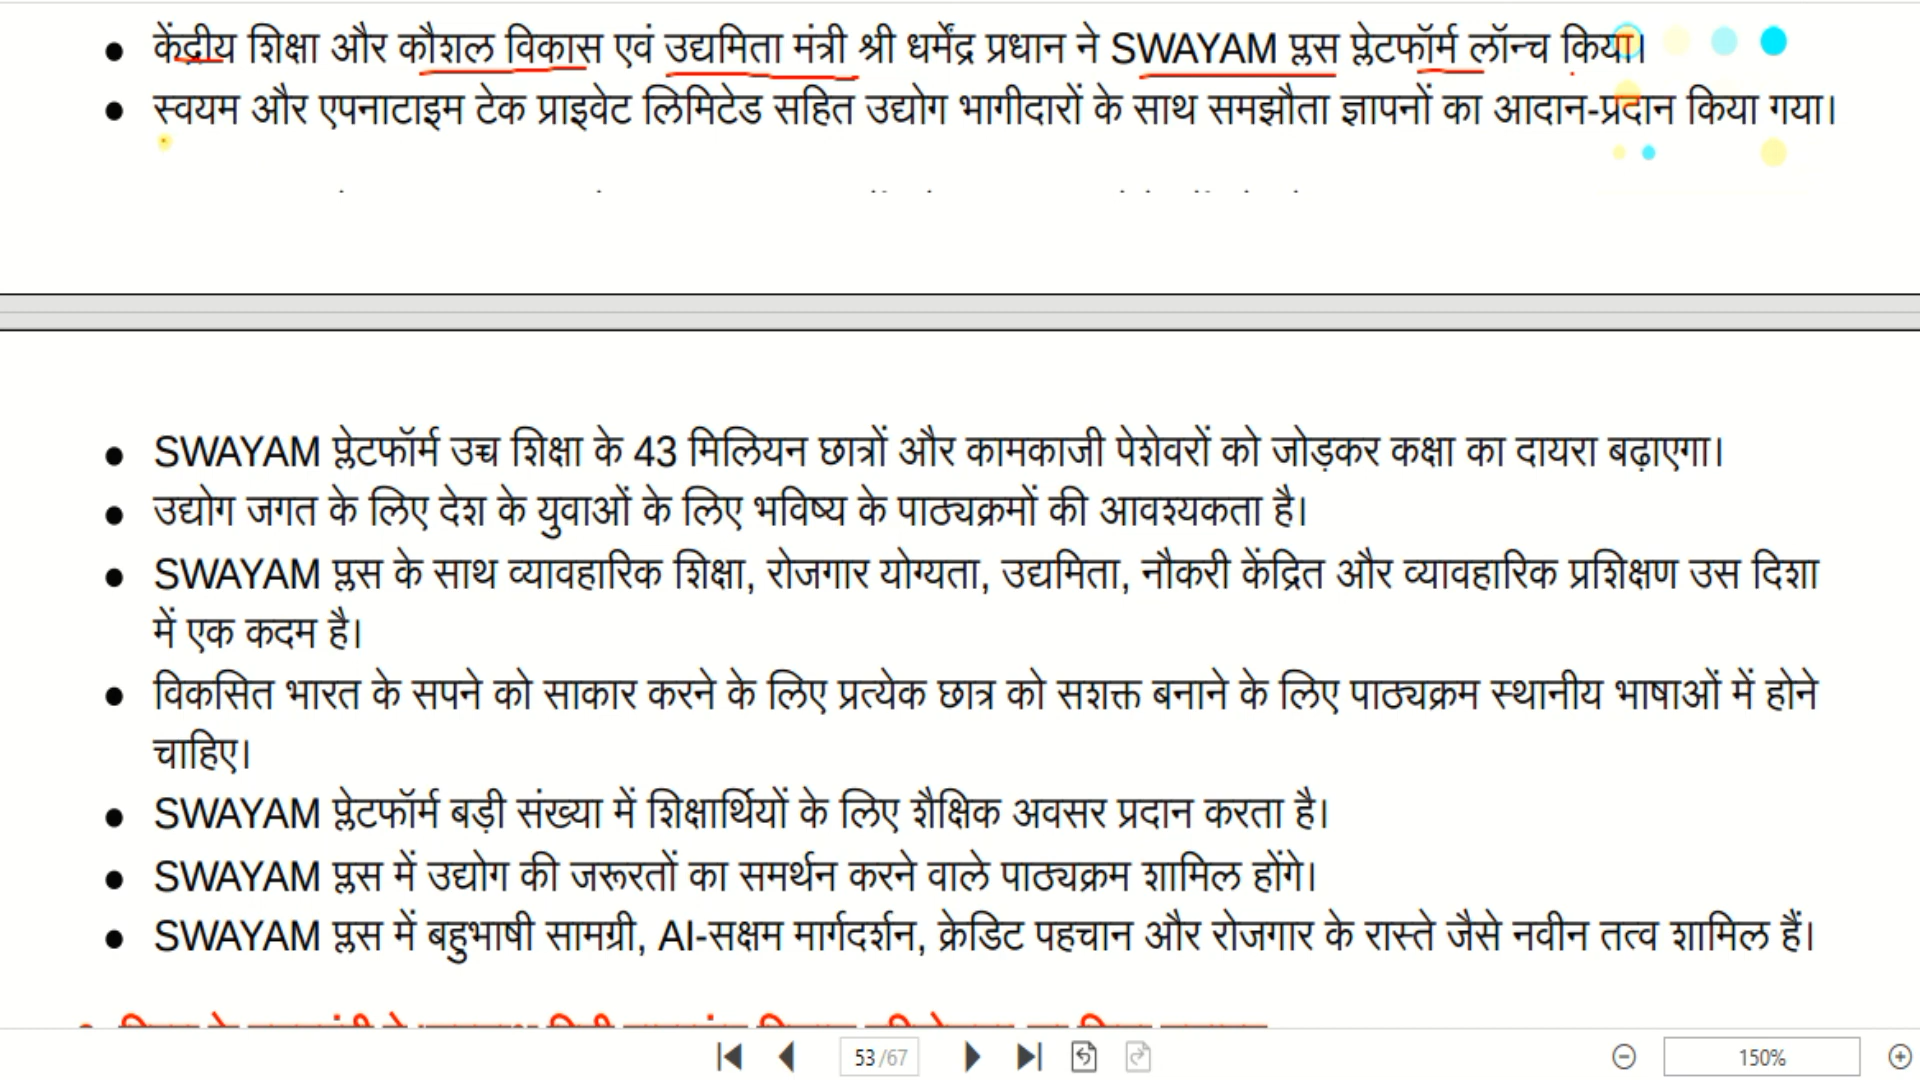 ● केंद्रीय शिक्षा और कौशल विकास एवं उद्यमिता मंत्री श्री धर्मेंद्र प्रधान ने SWAYAM प्लस प्लेटफॉर्म लॉन्च किया।
● स्वयम और एपनाटाइम टेक प्राइवेट लिमिटेड सहित उद्योग भागीदारों के साथ समझौता ज्ञापनों का आदान-प्रदान किया गया।
● SWAYAM प्लेटफॉर्म उच्च शिक्षा के 43 मिलियन छात्रों और कामकाजी पेशेवरों को जोड़कर कक्षा का दायरा बढ़ाएगा।
● उद्योग जगत के लिए देश के युवाओं के लिए भविष्य के पाठ्यक्रमों की आवश्यकता है।
● SWAYAM प्लस के साथ व्यावहारिक शिक्षा, रोजगार योग्यता, उद्यमिता, नौकरी केंद्रित और व्यावहारिक प्रशिक्षण उस दिशा
में एक कदम है।
● विकसित भारत के सपने को साकार करने के लिए प्रत्येक छात्र को सशक्त बनाने के लिए पाठ्यक्रम स्थानीय भाषाओं में होने
चाहिए।
● SWAYAM प्लेटफॉर्म बड़ी संख्या में शिक्षार्थियों के लिए शैक्षिक अवसर प्रदान करता है।
● SWAYAM प्लस में उद्योग की जरूरतों का समर्थन करने वाले पाठ्यक्रम शामिल होंगे।
● SWAYAM प्लस में बहुभाषी सामग्री, AI-सक्षम मार्गदर्शन, क्रेडिट पहचान और रोजगार के रास्ते जैसे नवीन तत्व शामिल हैं।
53 /67
150%